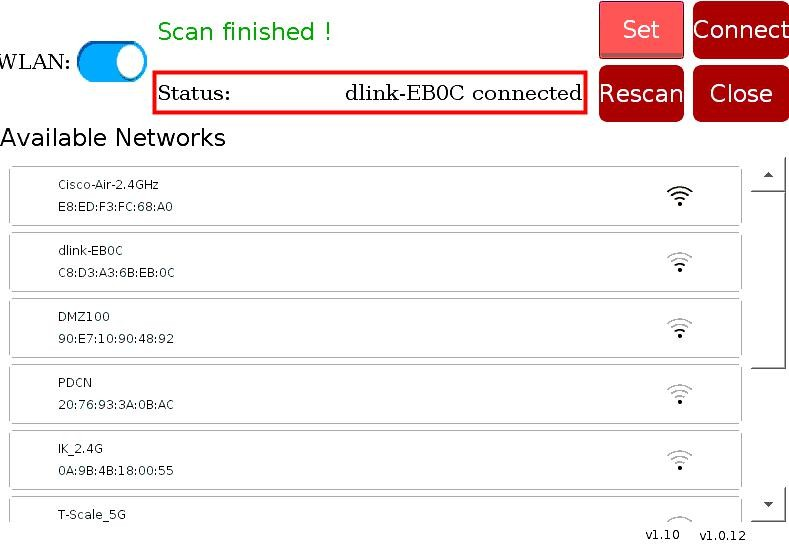 Scan finished !
Set
Connect
WLAN:
Status: dlink-EB0C connected
Rescan
Close
Available Networks
Cisco-Air-2.4GHz
E8:ED:F3:FC:68:A0
dlink-EB0C
C8:D3:A3:6B:EB:0C
DMZ100
90:E7:10:90:48:92
PDCN
20:76:93:3A:0B:AC
IK_2.4G
0A:9B:4B:18:00:55
T-Scale_5G
v1.10 v1.0.12